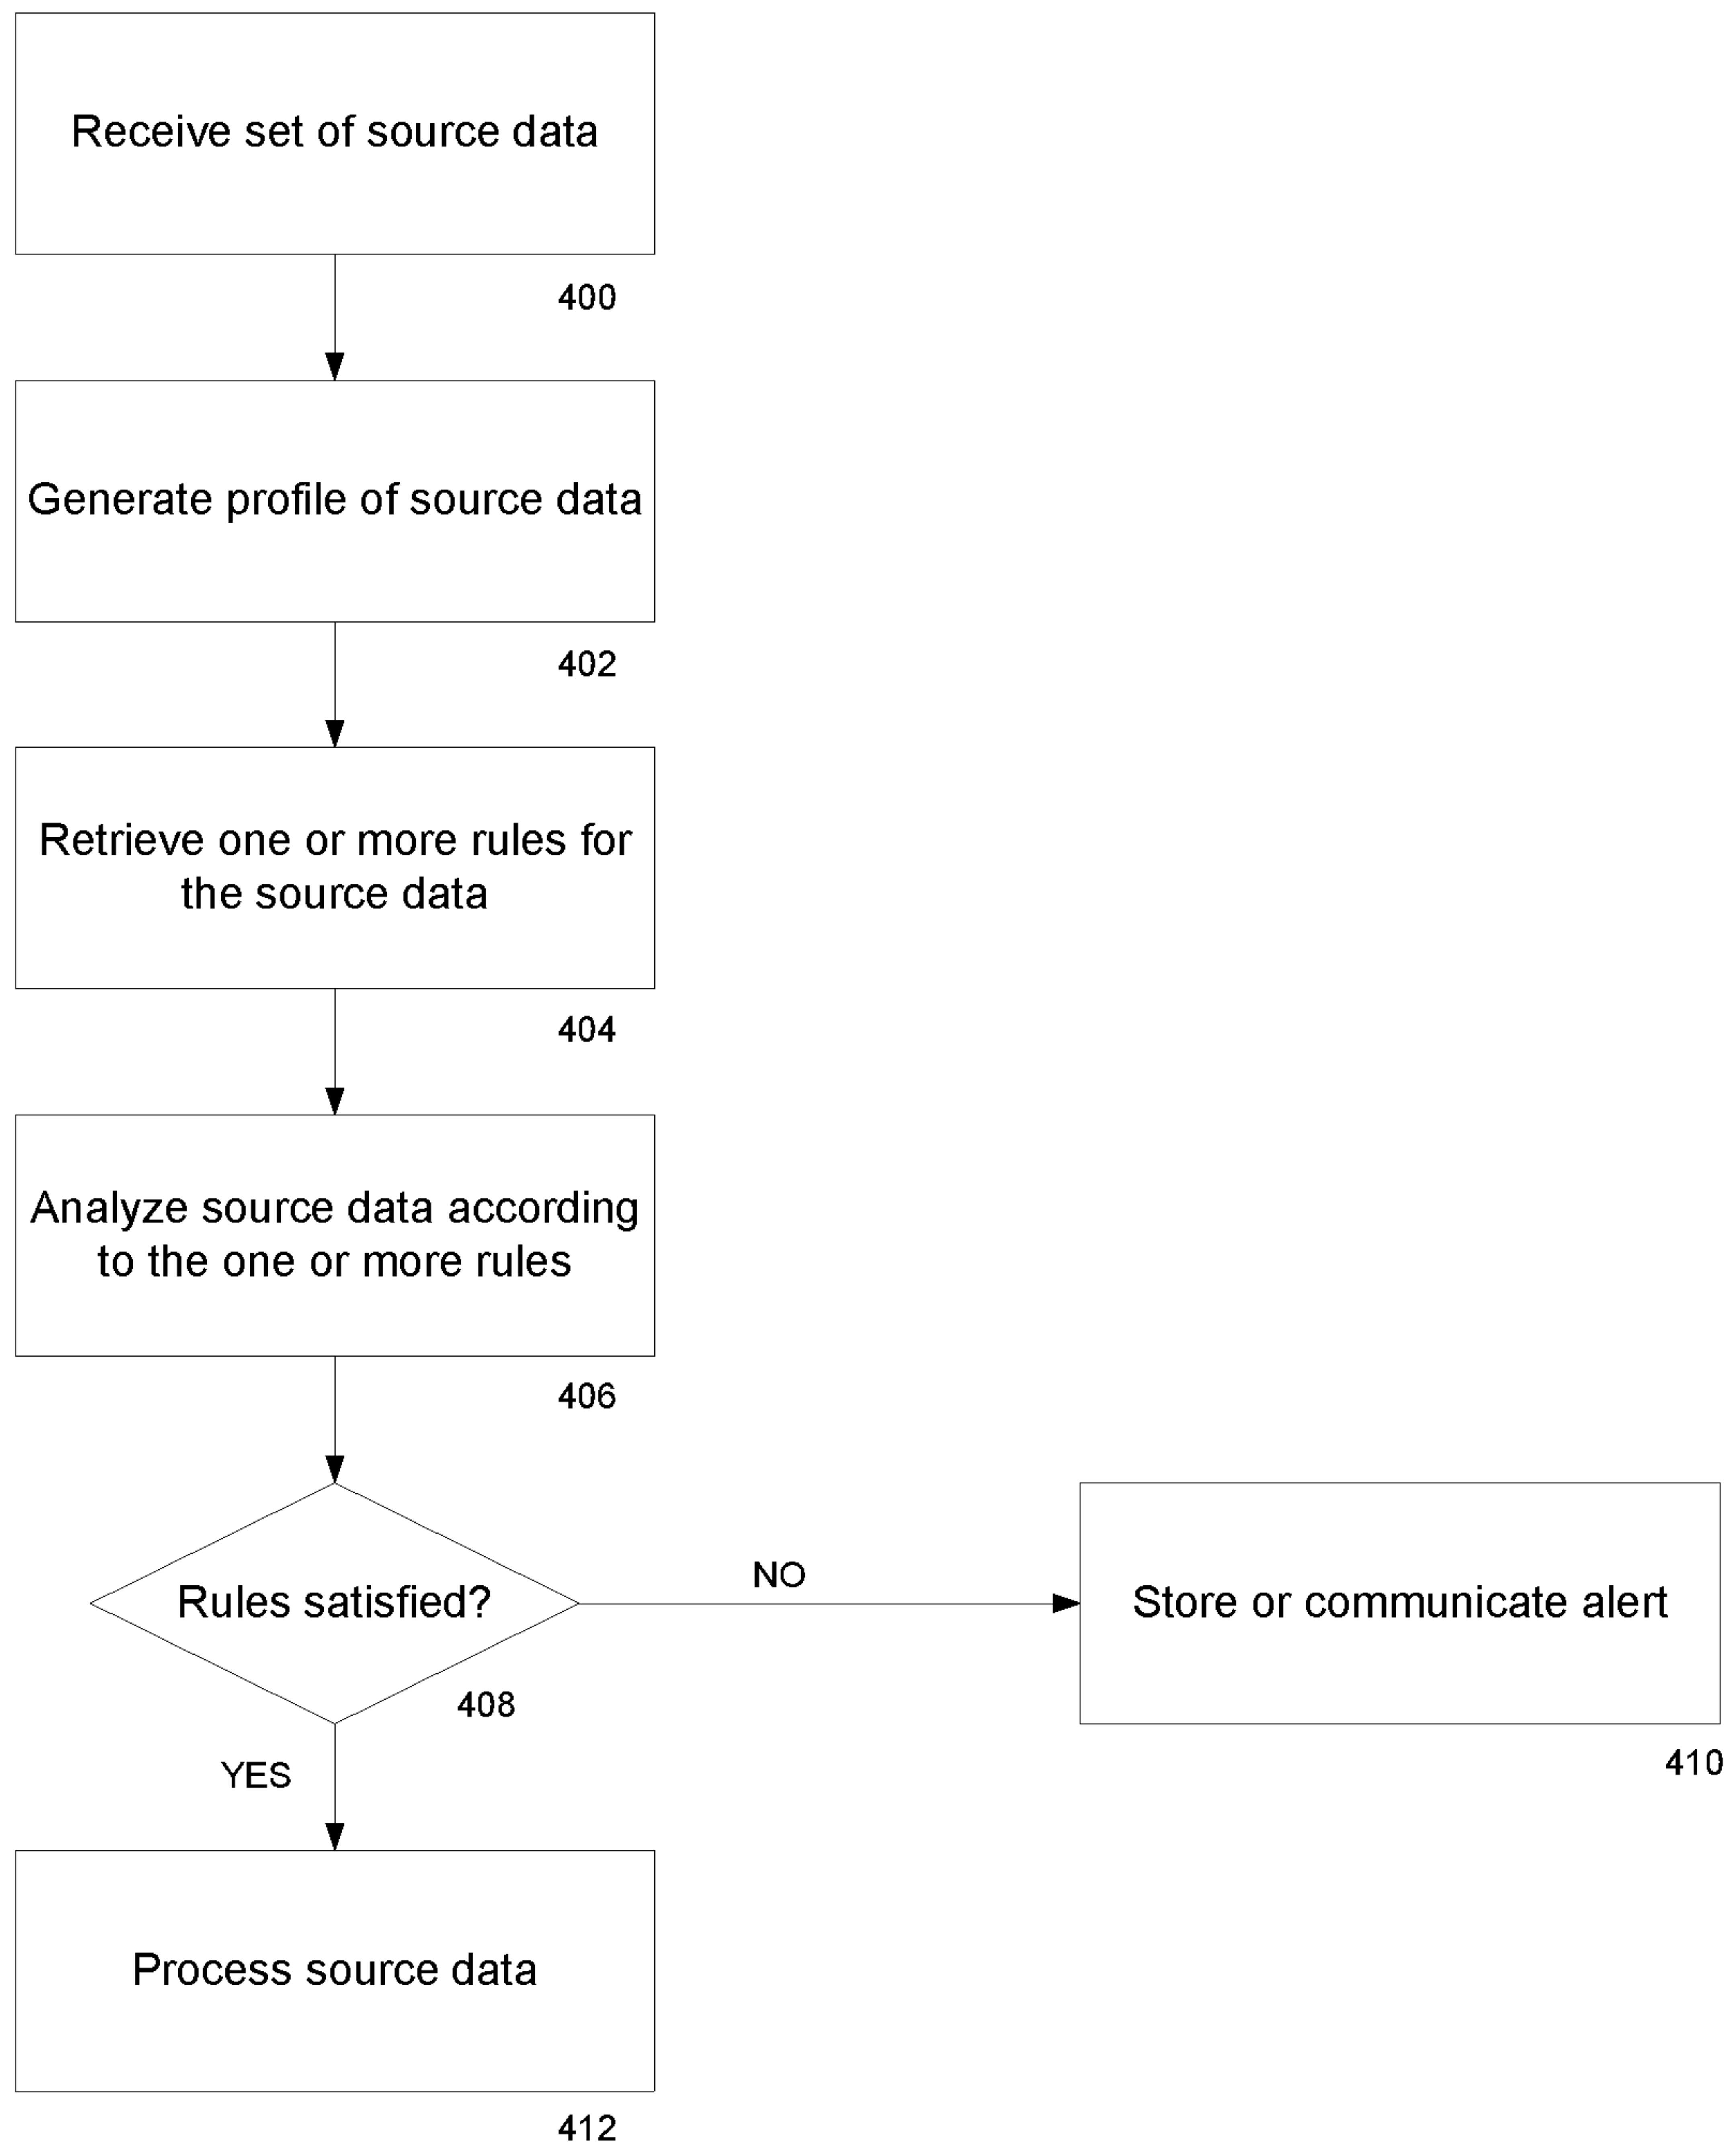 Receive set of source data
400
Generate profile of source data
402
Retrieve one or more rules for
the source data
404
Analyze source data according
to the one or more rules
406
Rules satisfied?
408
NO
Store or communicate alert
410
YES
Process source data
412